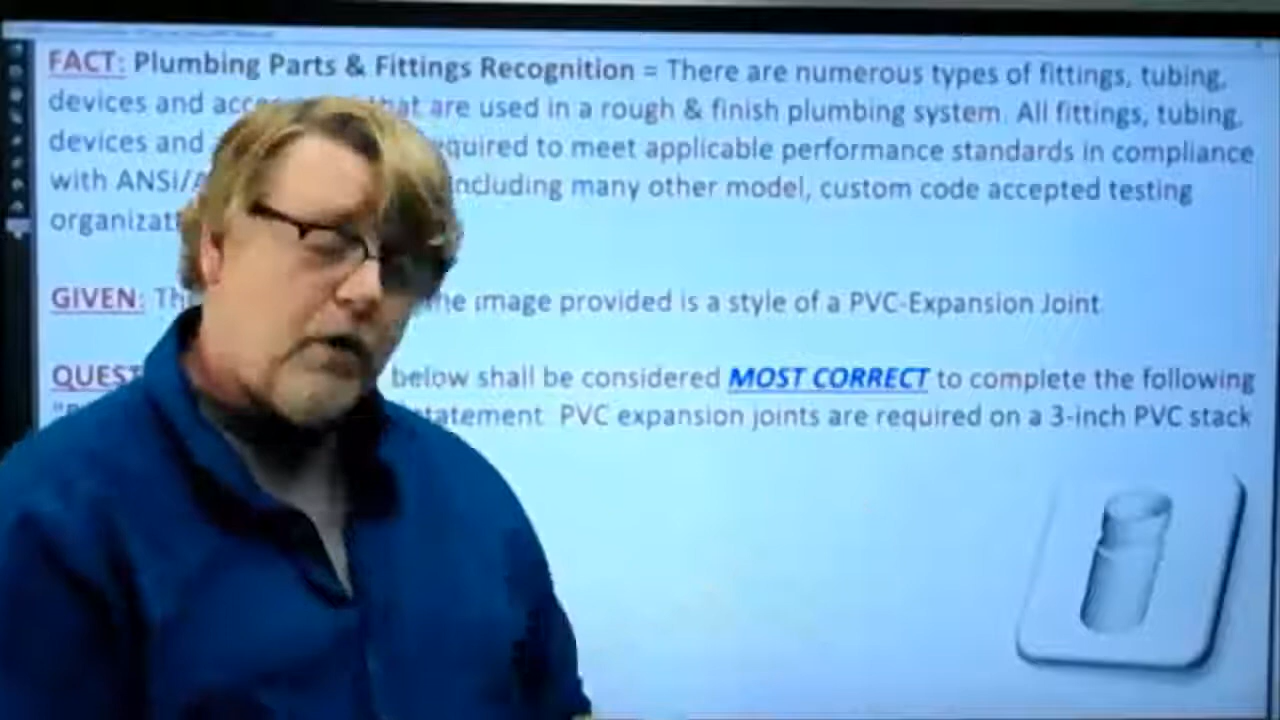 FACT: Plumbing Parts & Fittings Recognition = There are numerous types of fittings, tubing,
devices and that are used in a rough & finish plumbing system. All fittings, tubing,
devices and required to meet applicable performance standards in compliance
with ANSI/ including many other model, custom code accepted testing
GIVEN: the image provided is a style of a PVC-Expansion Joint
below shall be considered MOST CORRECT to complete the following
statement PVC expansion joints are required on a 3-inch PVC stack